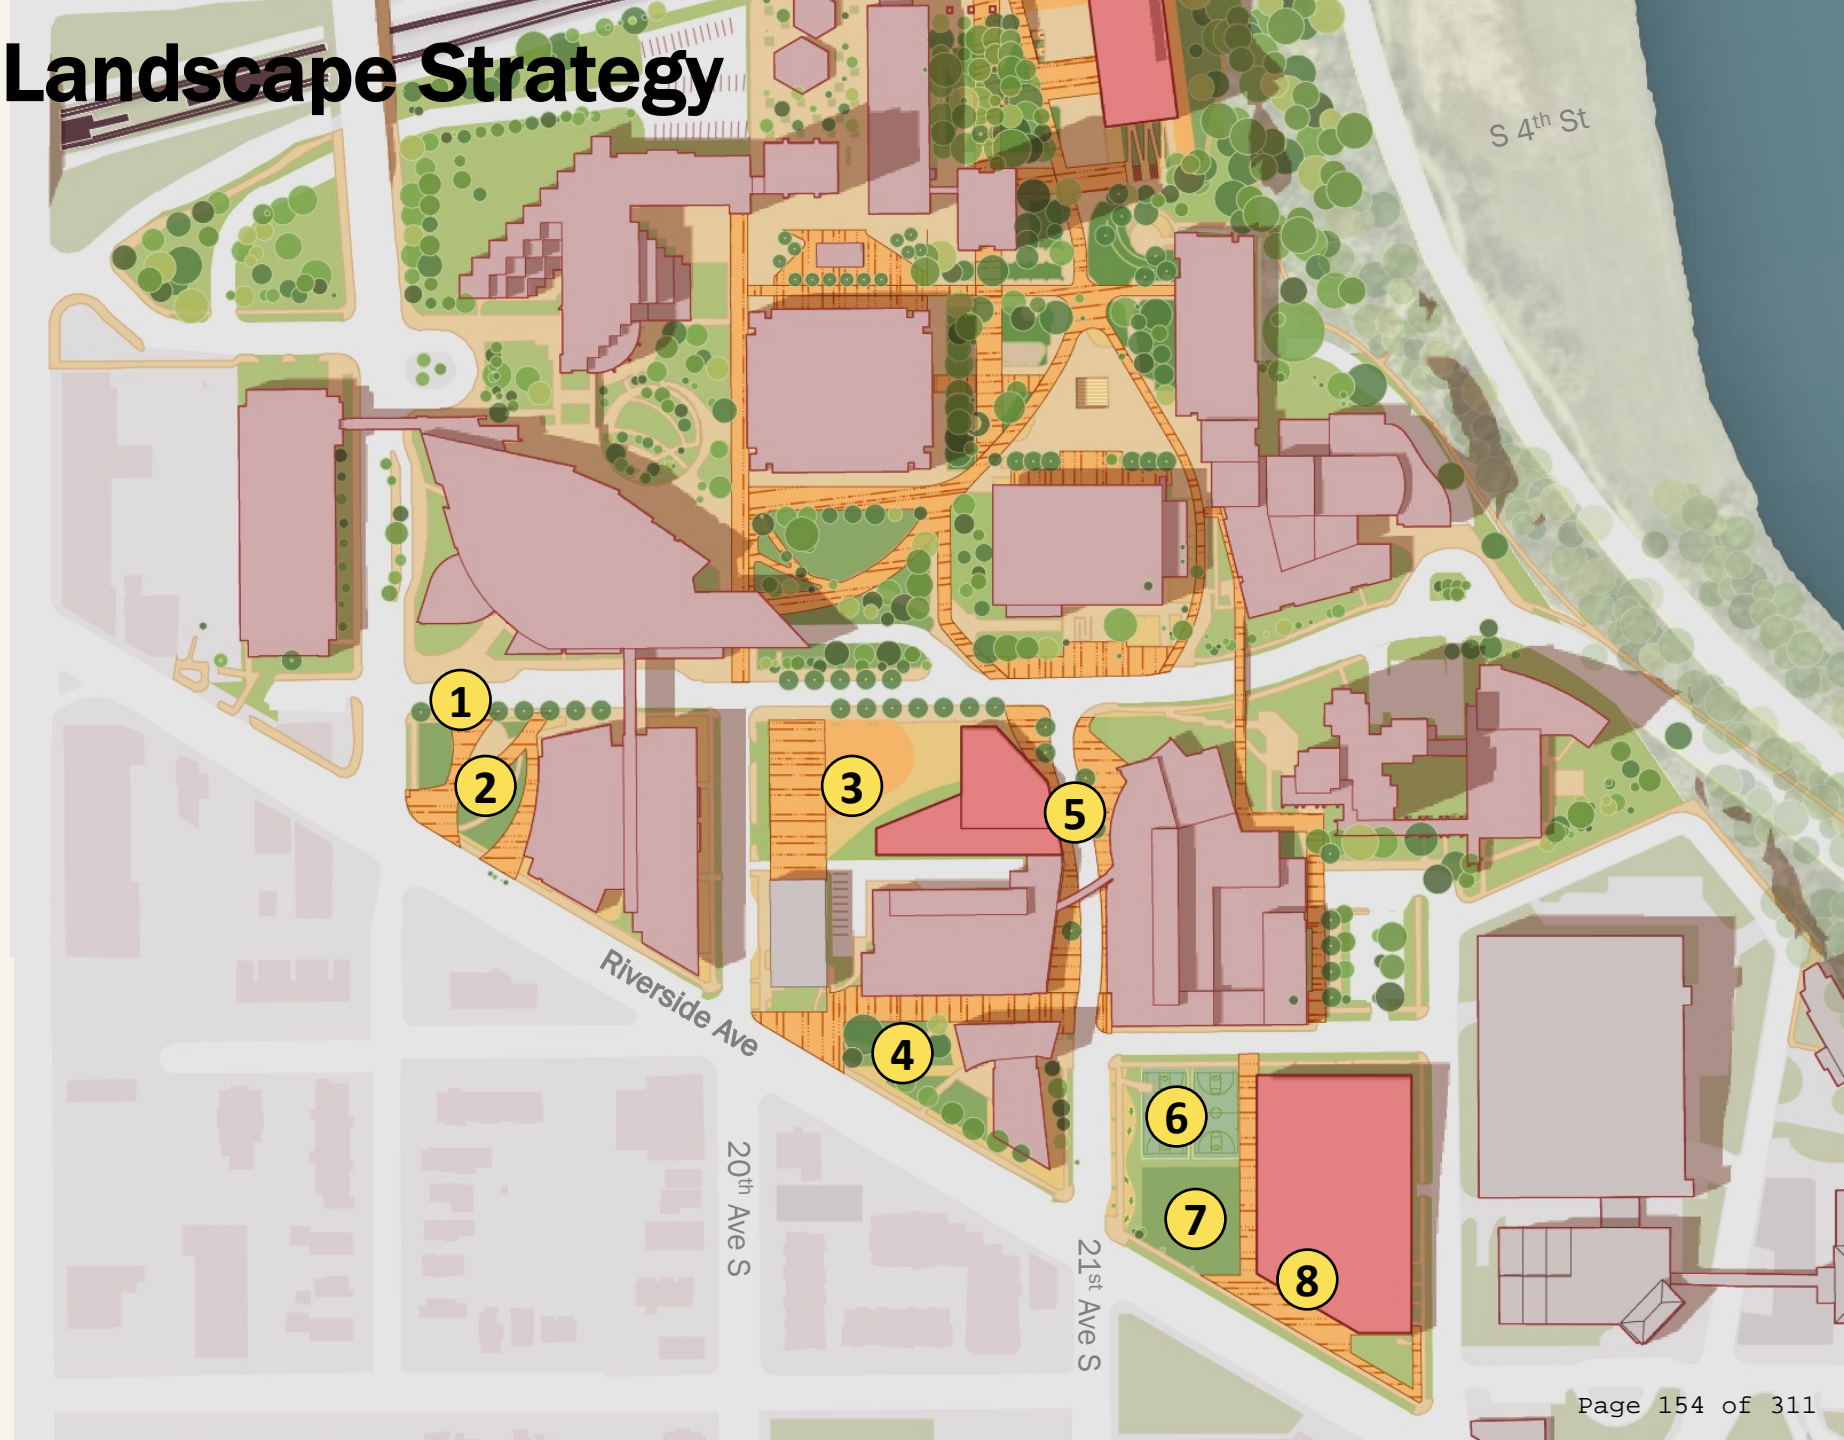 Landscape Strategy
S 4th St
1
2
3
5
Riverside Ave
4
6
20th Ave S
7
21st Ave S
8
Page 154 of 311